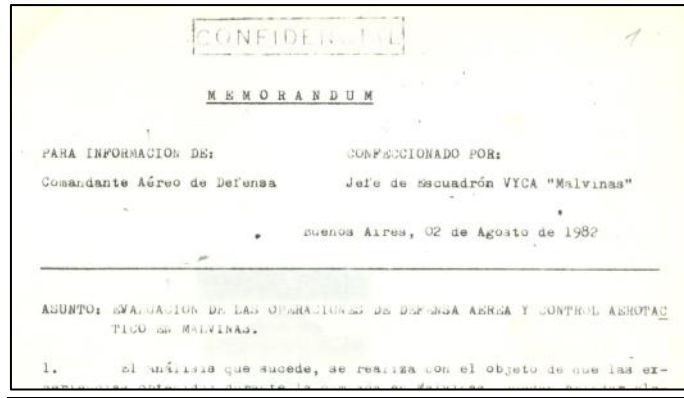 CONFIDENCIAL
1
M E M O R A N D U M
PARA INFORMACION DE: CONFECCIONADO POR:
Comandante Aéreo de Defensa Jefe de Escuadrón VYCA "Malvinas"
Buenos Aires, 02 de Agosto de 1982
ASUNTO: EVALUACION DE LAS OPERACIONES DE DEFENSA AEREA Y CONTROL AEROTAC
TICO EN MALVINAS.
1. El análisis que sucede, se realiza con el objeto de que las ex-